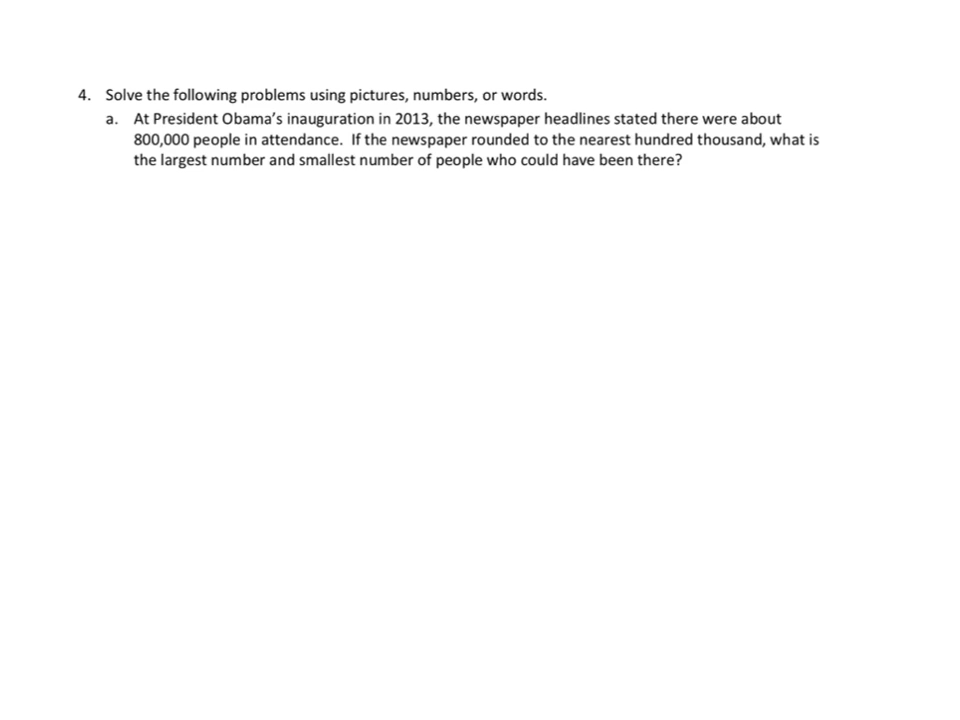 4. Solve the following problems using pictures, numbers, or words.
a. At President Obama’s inauguration in 2013, the newspaper headlines stated there were about
800,000 people in attendance. If the newspaper rounded to the nearest hundred thousand, what is
the largest number and smallest number of people who could have been there?